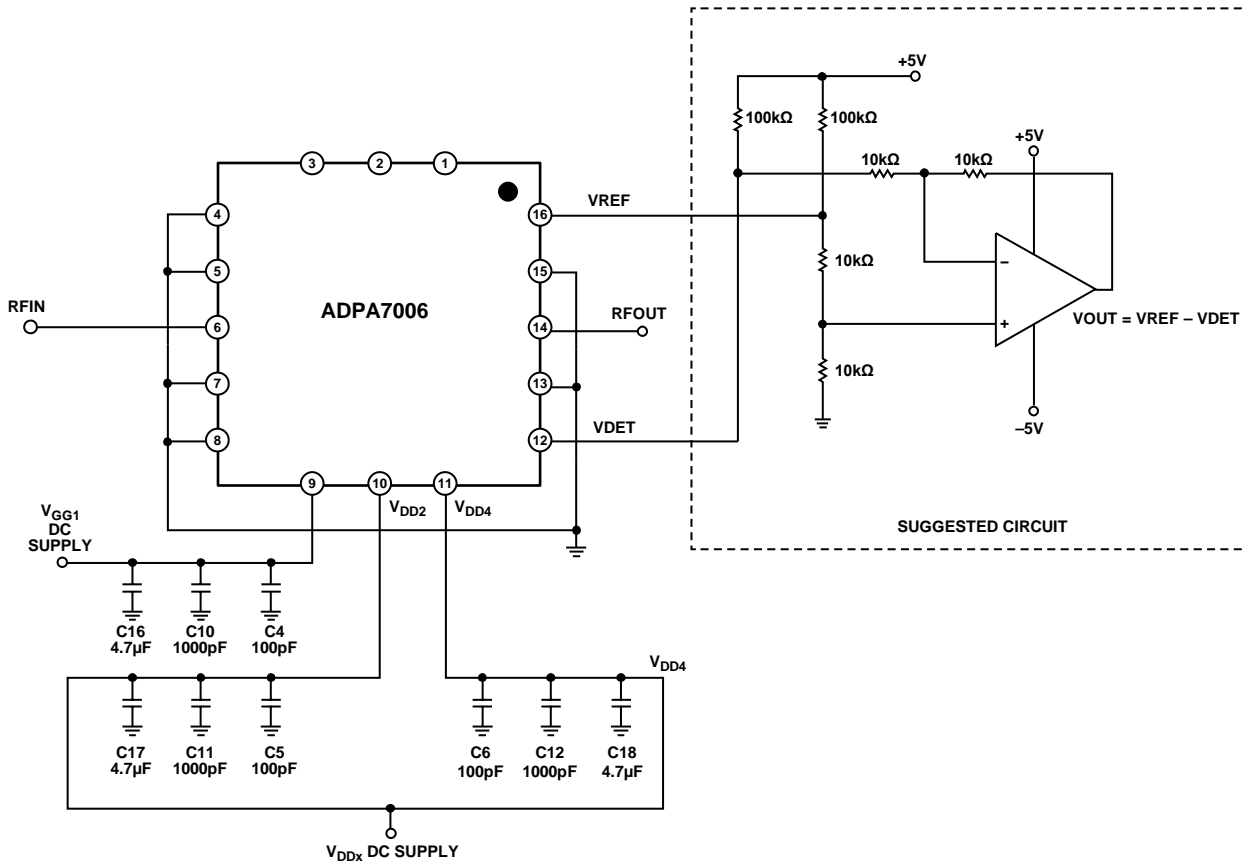 +5V
100kΩ
100kΩ
+5V
10kΩ
10kΩ
3
2
1
4
VREF
16
5
15
10kΩ
−
RFIN
6
ADPA7006
14
RFOUT
+
VOUT = VREF – VDET
7
13
10kΩ
8
VDET
12
–5V
9
10
11
VGG1
DC
SUPPLY
VDD2
VDD4
SUGGESTED CIRCUIT
C16
4.7µF
C10
1000pF
C4
100pF
VDD4
C17
4.7µF
C11
1000pF
C5
100pF
C6
100pF
C12
1000pF
C18
4.7µF
VDDx DC SUPPLY